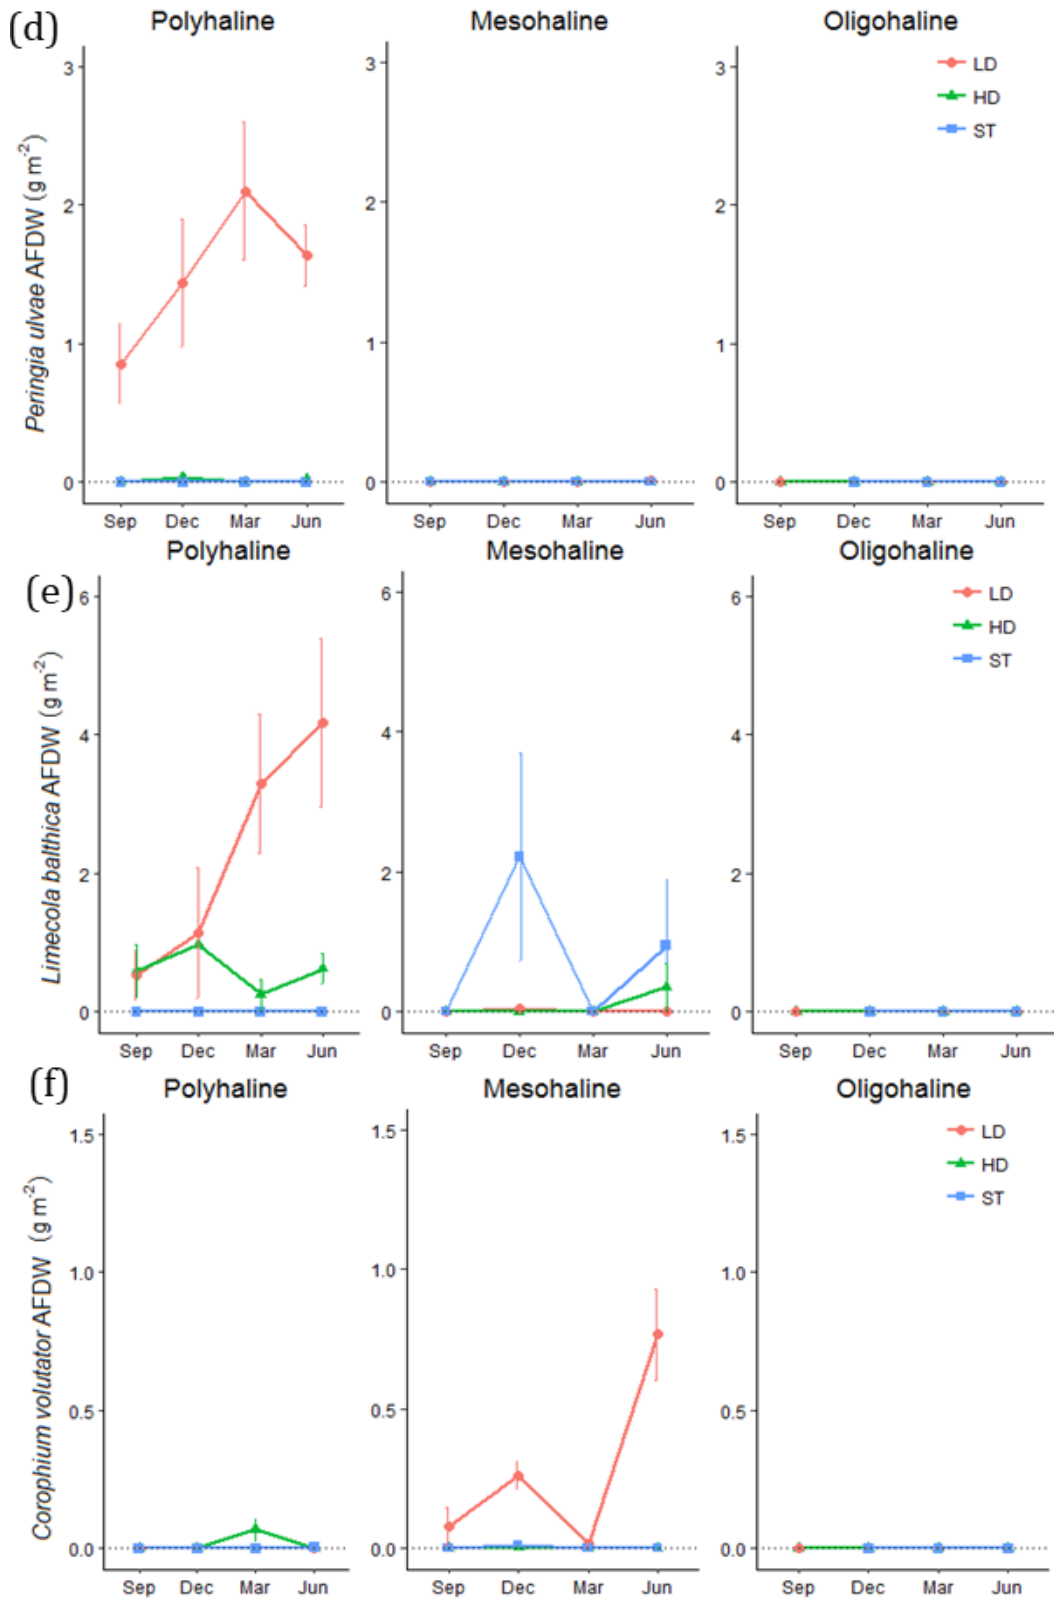 (d)
Polyhaline Mesohaline Oligohaline
Peringia ulvae AFDW (g m⁻²)
3
2
1
0
3
2
1
0
3
2
1
0
LD
HD
ST
Sep Dec Mar Jun
Sep Dec Mar Jun
Sep Dec Mar Jun
(e)
Polyhaline Mesohaline Oligohaline
Limecola balthica AFDW (g m⁻²)
6
4
2
0
6
4
2
0
6
4
2
0
LD
HD
ST
Sep Dec Mar Jun
Sep Dec Mar Jun
Sep Dec Mar Jun
(f)
Polyhaline Mesohaline Oligohaline
Corophium volutator AFDW (g m⁻²)
1.5
1.0
0.5
0.0
1.5
1.0
0.5
0.0
1.5
1.0
0.5
0.0
LD
HD
ST
Sep Dec Mar Jun
Sep Dec Mar Jun
Sep Dec Mar Jun